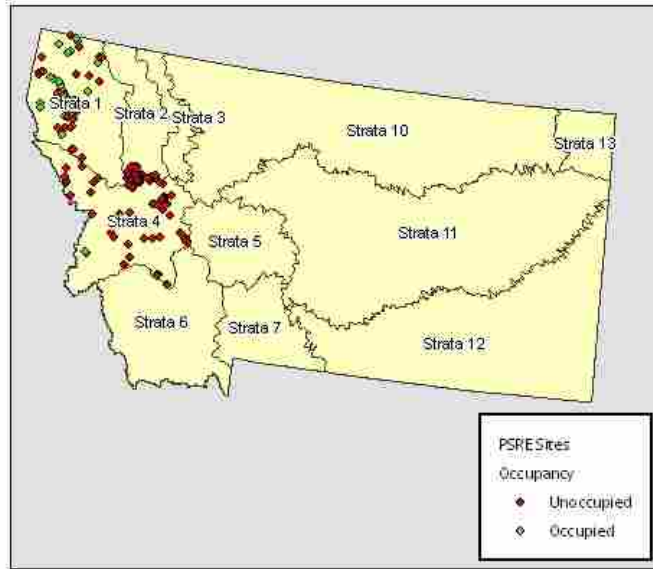 Strata 1
Strata 2
Strata 3
Strata 10
Strata 13
Strata 4
Strata 5
Strata 11
Strata 6
Strata 7
Strata 12
PSRE Sites
Occupancy
Unoccupied
Occupied